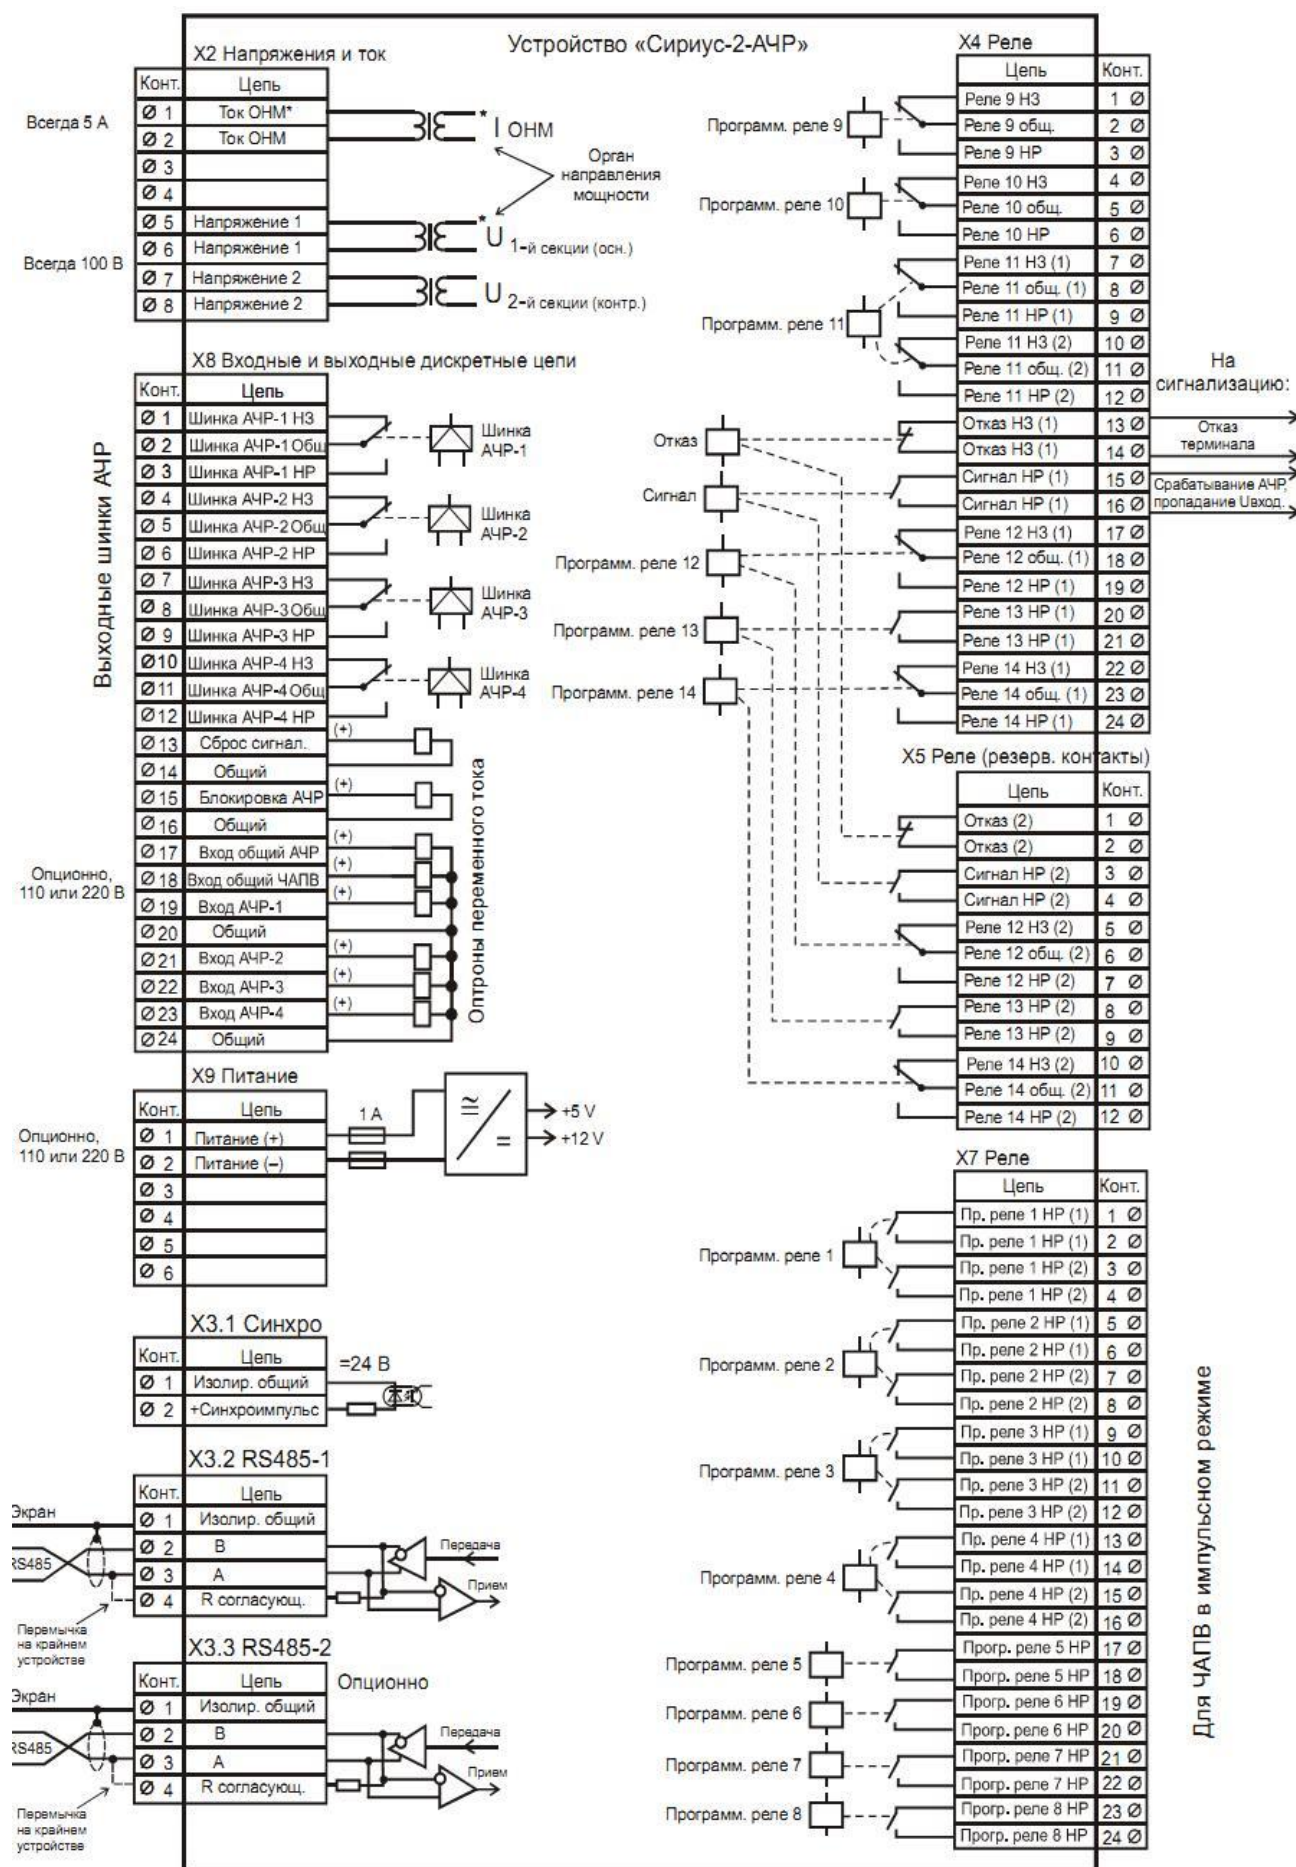 Устройство «Сириус-2-АЧР»
X2 Напряжения и ток
Конт. Цепь
Всегда 5 А
Ø 1 Ток ОНМ*
Ø 2 Ток ОНМ
Ø 3
Ø 4
Ø 5 Напряжение 1
Ø 6 Напряжение 1
Всегда 100 В
Ø 7 Напряжение 2
Ø 8 Напряжение 2
* I ОНМ
Орган
направления
мощности
* U 1-й секции (осн.)
U 2-й секции (контр.)
X8 Входные и выходные дискретные цепи
Конт. Цепь
Выходные шинки АЧР
Ø 1 Шинка АЧР-1 НЗ
Ø 2 Шинка АЧР-1 Общ
Ø 3 Шинка АЧР-1 НР
Ø 4 Шинка АЧР-2 НЗ
Ø 5 Шинка АЧР-2 Общ
Ø 6 Шинка АЧР-2 НР
Ø 7 Шинка АЧР-3 НЗ
Ø 8 Шинка АЧР-3 Общ
Ø 9 Шинка АЧР-3 НР
Ø10 Шинка АЧР-4 НЗ
Ø11 Шинка АЧР-4 Общ
Ø12 Шинка АЧР-4 НР
Ø13 Сброс сигнал. (+)
Ø14 Общий
Ø15 Блокировка АЧР (+)
Ø16 Общий
Ø17 Вход общий АЧР (+)
Ø18 Вход общий ЧАПВ (+)
Ø19 Вход АЧР-1 (+)
Ø20 Общий
Ø21 Вход АЧР-2 (+)
Ø22 Вход АЧР-3 (+)
Ø23 Вход АЧР-4 (+)
Ø24 Общий
Шинка
АЧР-1
Шинка
АЧР-2
Шинка
АЧР-3
Шинка
АЧР-4
Опционно,
110 или 220 В
Оптроны переменного тока
X9 Питание
Конт. Цепь
Опционно,
110 или 220 В
Ø 1 Питание (+)
Ø 2 Питание (–)
Ø 3
Ø 4
Ø 5
Ø 6
1 А
≅
=
+5 V
+12 V
X3.1 Синхро
Конт. Цепь
Ø 1 Изолир. общий
Ø 2 +Синхроимпульс
=24 В
X3.2 RS485-1
Конт. Цепь
Ø 1 Изолир. общий
Ø 2 B
Ø 3 A
Ø 4 R согласующ.
Экран
RS485
Перемычка
на крайнем
устройстве
Передача
Прием
X3.3 RS485-2
Конт. Цепь
Опционно
Ø 1 Изолир. общий
Ø 2 B
Ø 3 A
Ø 4 R согласующ.
Экран
RS485
Перемычка
на крайнем
устройстве
Передача
Прием
X4 Реле
Цепь Конт.
Реле 9 НЗ 1 Ø
Реле 9 общ. 2 Ø
Реле 9 НР 3 Ø
Реле 10 НЗ 4 Ø
Реле 10 общ. 5 Ø
Реле 10 НР 6 Ø
Реле 11 НЗ (1) 7 Ø
Реле 11 общ. (1) 8 Ø
Реле 11 НР (1) 9 Ø
Реле 11 НЗ (2) 10 Ø
Реле 11 общ. (2) 11 Ø
Реле 11 НР (2) 12 Ø
Отказ НЗ (1) 13 Ø
Отказ НЗ (1) 14 Ø
Сигнал НР (1) 15 Ø
Сигнал НР (1) 16 Ø
Реле 12 НЗ (1) 17 Ø
Реле 12 общ. (1) 18 Ø
Реле 12 НР (1) 19 Ø
Реле 13 НР (1) 20 Ø
Реле 13 НР (1) 21 Ø
Реле 14 НЗ (1) 22 Ø
Реле 14 общ. (1) 23 Ø
Реле 14 НР (1) 24 Ø
Программ. реле 9
Программ. реле 10
Программ. реле 11
Отказ
Сигнал
Программ. реле 12
Программ. реле 13
Программ. реле 14
На
сигнализацию:
Отказ
терминала
Срабатывание АЧР,
пропадание Uвход.
X5 Реле (резерв. контакты)
Цепь Конт.
Отказ (2) 1 Ø
Отказ (2) 2 Ø
Сигнал НР (2) 3 Ø
Сигнал НР (2) 4 Ø
Реле 12 НЗ (2) 5 Ø
Реле 12 общ. (2) 6 Ø
Реле 12 НР (2) 7 Ø
Реле 13 НР (2) 8 Ø
Реле 13 НР (2) 9 Ø
Реле 14 НЗ (2) 10 Ø
Реле 14 общ. (2) 11 Ø
Реле 14 НР (2) 12 Ø
X7 Реле
Цепь Конт.
Пр. реле 1 НР (1) 1 Ø
Пр. реле 1 НР (1) 2 Ø
Пр. реле 1 НР (2) 3 Ø
Пр. реле 1 НР (2) 4 Ø
Пр. реле 2 НР (1) 5 Ø
Пр. реле 2 НР (1) 6 Ø
Пр. реле 2 НР (2) 7 Ø
Пр. реле 2 НР (2) 8 Ø
Пр. реле 3 НР (1) 9 Ø
Пр. реле 3 НР (1) 10 Ø
Пр. реле 3 НР (2) 11 Ø
Пр. реле 3 НР (2) 12 Ø
Пр. реле 4 НР (1) 13 Ø
Пр. реле 4 НР (1) 14 Ø
Пр. реле 4 НР (2) 15 Ø
Пр. реле 4 НР (2) 16 Ø
Прогр. реле 5 НР 17 Ø
Прогр. реле 5 НР 18 Ø
Прогр. реле 6 НР 19 Ø
Прогр. реле 6 НР 20 Ø
Прогр. реле 7 НР 21 Ø
Прогр. реле 7 НР 22 Ø
Прогр. реле 8 НР 23 Ø
Прогр. реле 8 НР 24 Ø
Программ. реле 1
Программ. реле 2
Программ. реле 3
Программ. реле 4
Программ. реле 5
Программ. реле 6
Программ. реле 7
Программ. реле 8
Для ЧАПВ в импульсном режиме